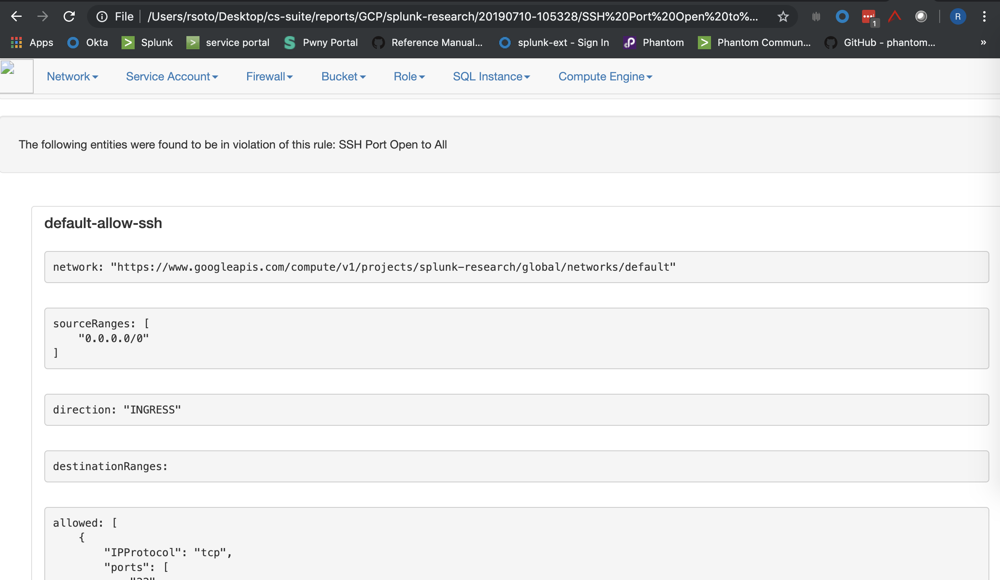 File /Users/rsoto/Desktop/cs-suite/reports/GCP/splunk-research/20190710-105328/SSH%20Port%20Open%20to%...
1
R
Apps Okta Splunk service portal Pwny Portal Reference Manual... splunk-ext - Sign In Phantom Phantom Commun... GitHub - phantom... »
Network Service Account Firewall Bucket Role SQL Instance Compute Engine
The following entities were found to be in violation of this rule: SSH Port Open to All
default-allow-ssh
network: "https://www.googleapis.com/compute/v1/projects/splunk-research/global/networks/default"
sourceRanges: [
"0.0.0.0/0"
]
direction: "INGRESS"
destinationRanges:
allowed: [
{
"IPProtocol": "tcp",
"ports": [